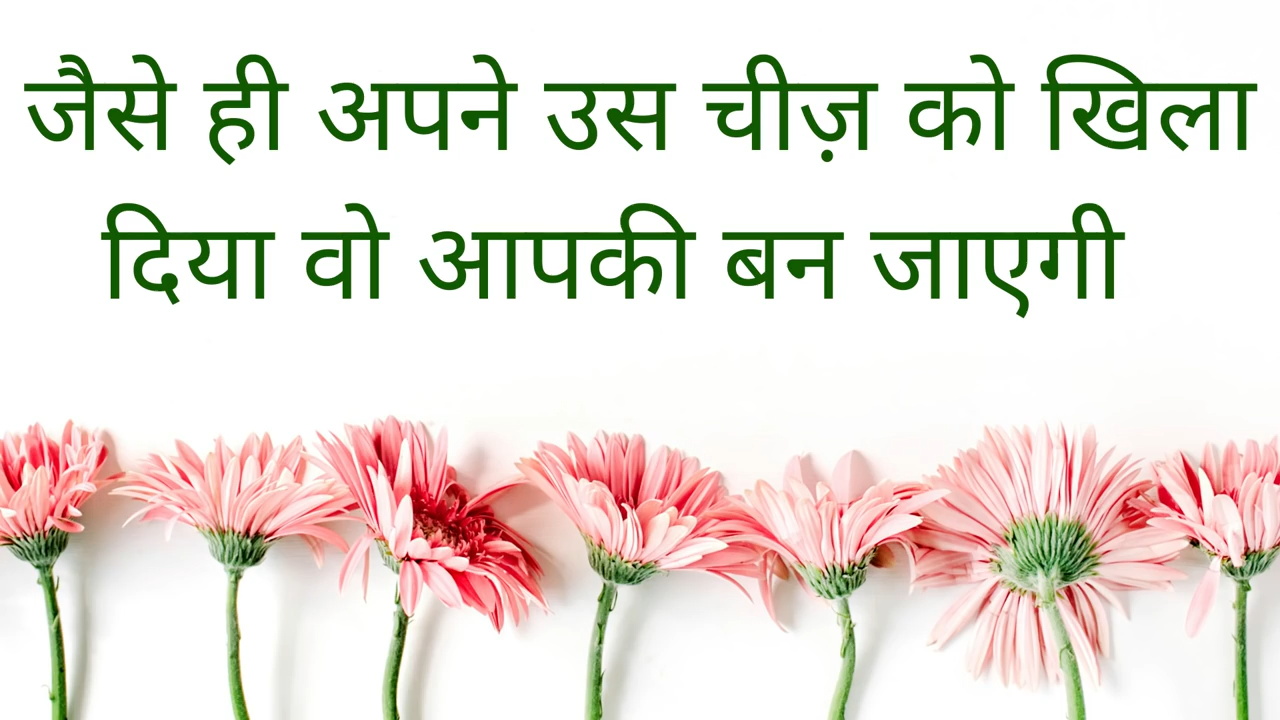 जैसे ही अपने उस चीज़ को खिला
दिया वो आपकी बन जाएगी